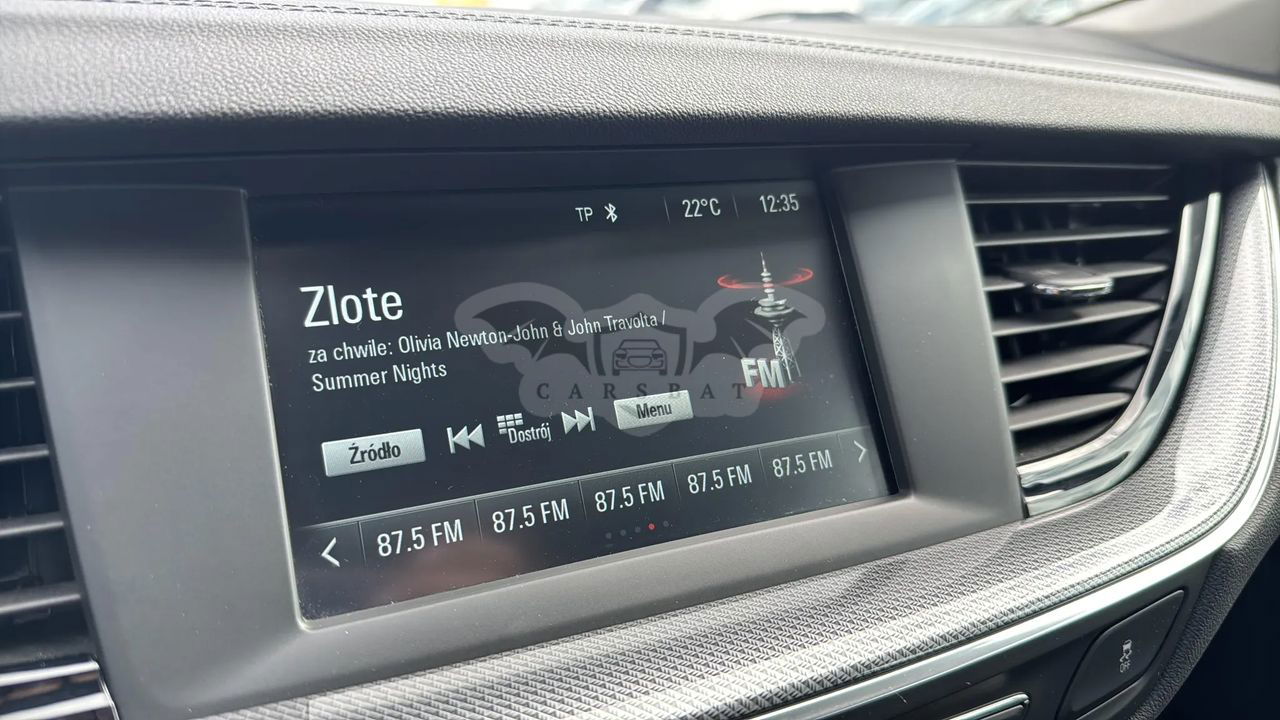 TP 22°C 12:35
Zlote
za chwile: Olivia Newton-John & John Travolta /
Summer Nights
FM
CARSBAT
Źródło Dostrój Menu
87.5 FM 87.5 FM 87.5 FM 87.5 FM 87.5 FM